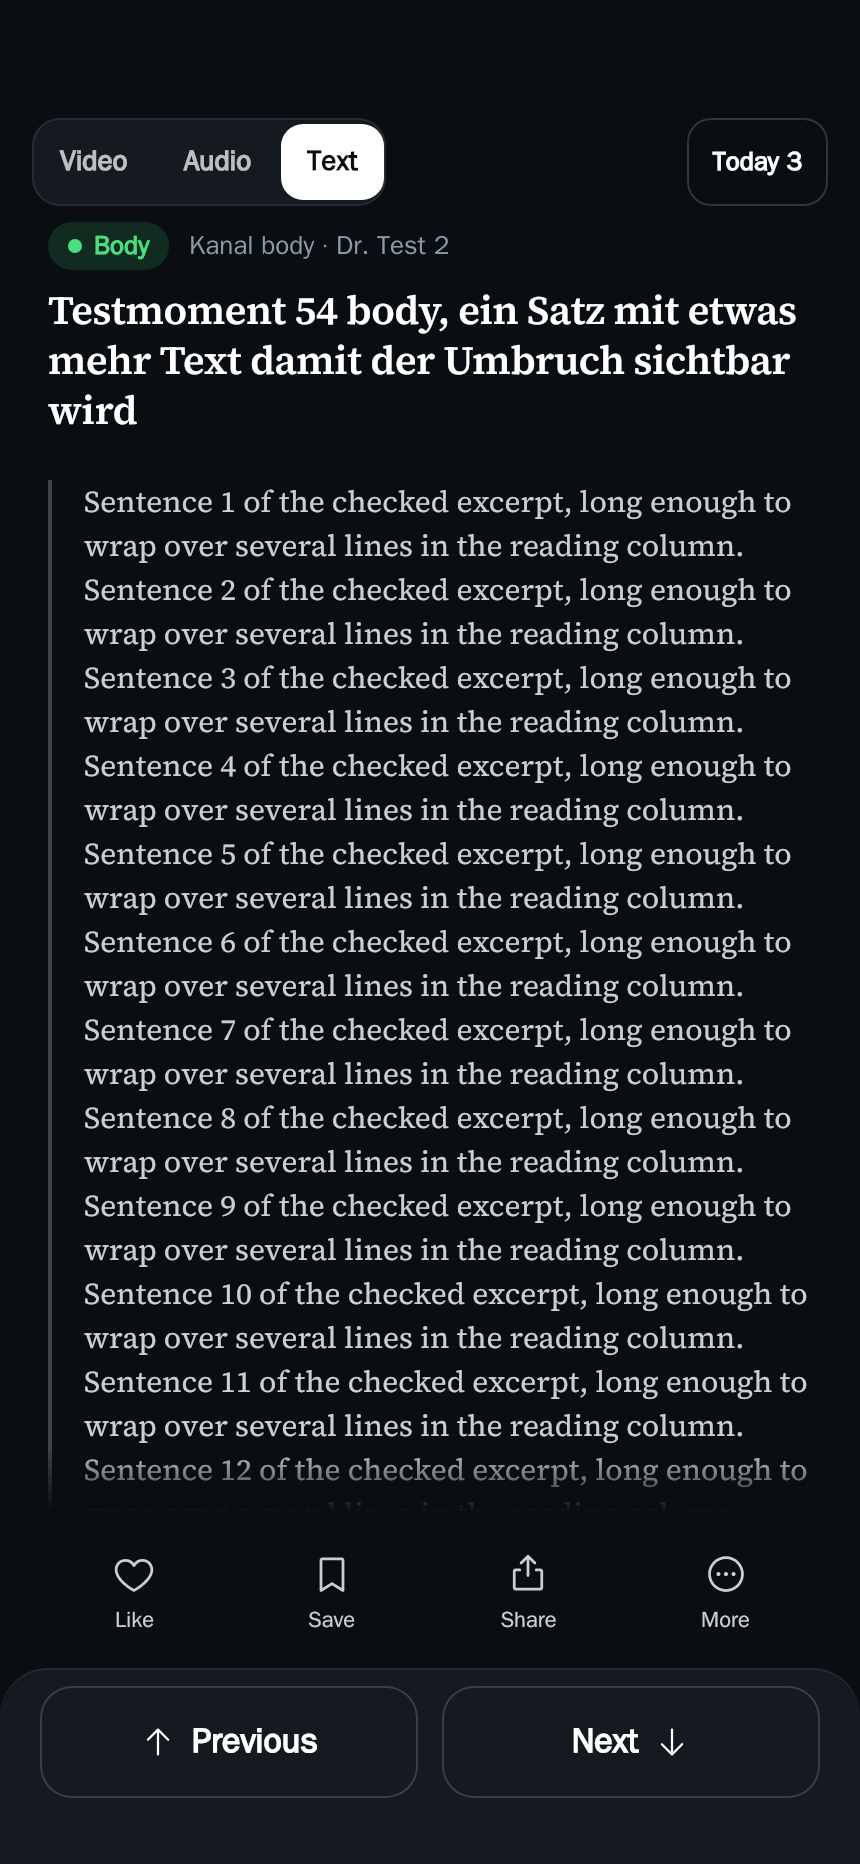 Video Audio Text Today 3
Body Kanal body · Dr. Test 2
Testmoment 54 body, ein Satz mit etwas
mehr Text damit der Umbruch sichtbar
wird
Sentence 1 of the checked excerpt, long enough to
wrap over several lines in the reading column.
Sentence 2 of the checked excerpt, long enough to
wrap over several lines in the reading column.
Sentence 3 of the checked excerpt, long enough to
wrap over several lines in the reading column.
Sentence 4 of the checked excerpt, long enough to
wrap over several lines in the reading column.
Sentence 5 of the checked excerpt, long enough to
wrap over several lines in the reading column.
Sentence 6 of the checked excerpt, long enough to
wrap over several lines in the reading column.
Sentence 7 of the checked excerpt, long enough to
wrap over several lines in the reading column.
Sentence 8 of the checked excerpt, long enough to
wrap over several lines in the reading column.
Sentence 9 of the checked excerpt, long enough to
wrap over several lines in the reading column.
Sentence 10 of the checked excerpt, long enough to
wrap over several lines in the reading column.
Sentence 11 of the checked excerpt, long enough to
wrap over several lines in the reading column.
Sentence 12 of the checked excerpt, long enough to
Like Save Share More
Previous Next